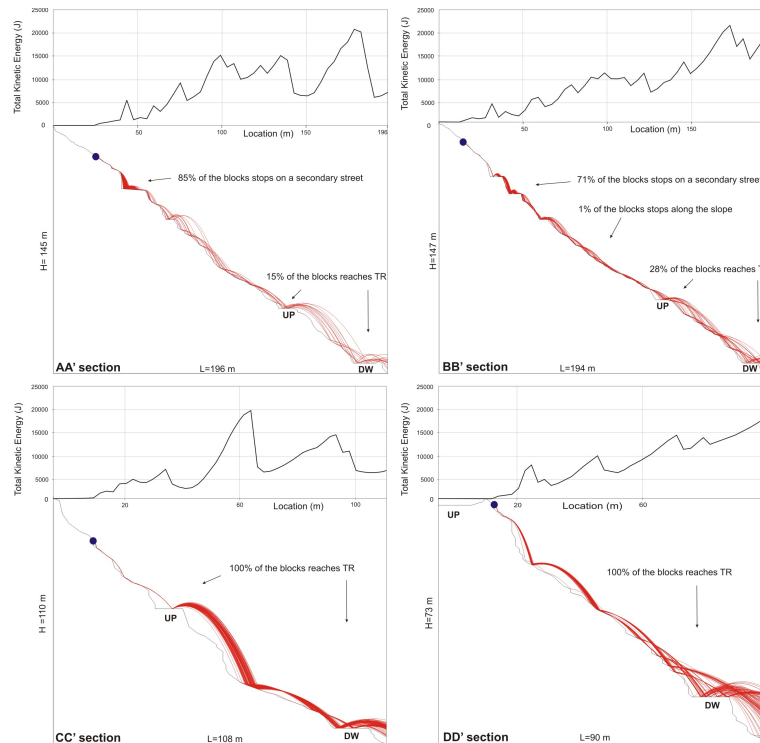 Total Kinetic Energy (J)
25000
20000
15000
10000
5000
0
50
100
150
196
Location (m)
85% of the blocks stops on a secondary street
15% of the blocks reaches TR
H= 145 m
UP
DW
AA' section
L=196 m
Total Kinetic Energy (J)
25000
20000
15000
10000
5000
0
50
100
150
Location (m)
71% of the blocks stops on a secondary street
1% of the blocks stops along the slope
28% of the blocks reaches T
H=147 m
UP
DW
BB' section
L=194 m
Total Kinetic Energy (J)
25000
20000
15000
10000
5000
0
20
60
100
Location (m)
100% of the blocks reaches TR
H =110 m
UP
DW
CC' section
L=108 m
Total Kinetic Energy (J)
25000
20000
15000
10000
5000
0
20
60
Location (m)
UP
100% of the blocks reaches TR
H=73 m
DW
DD' section
L=90 m